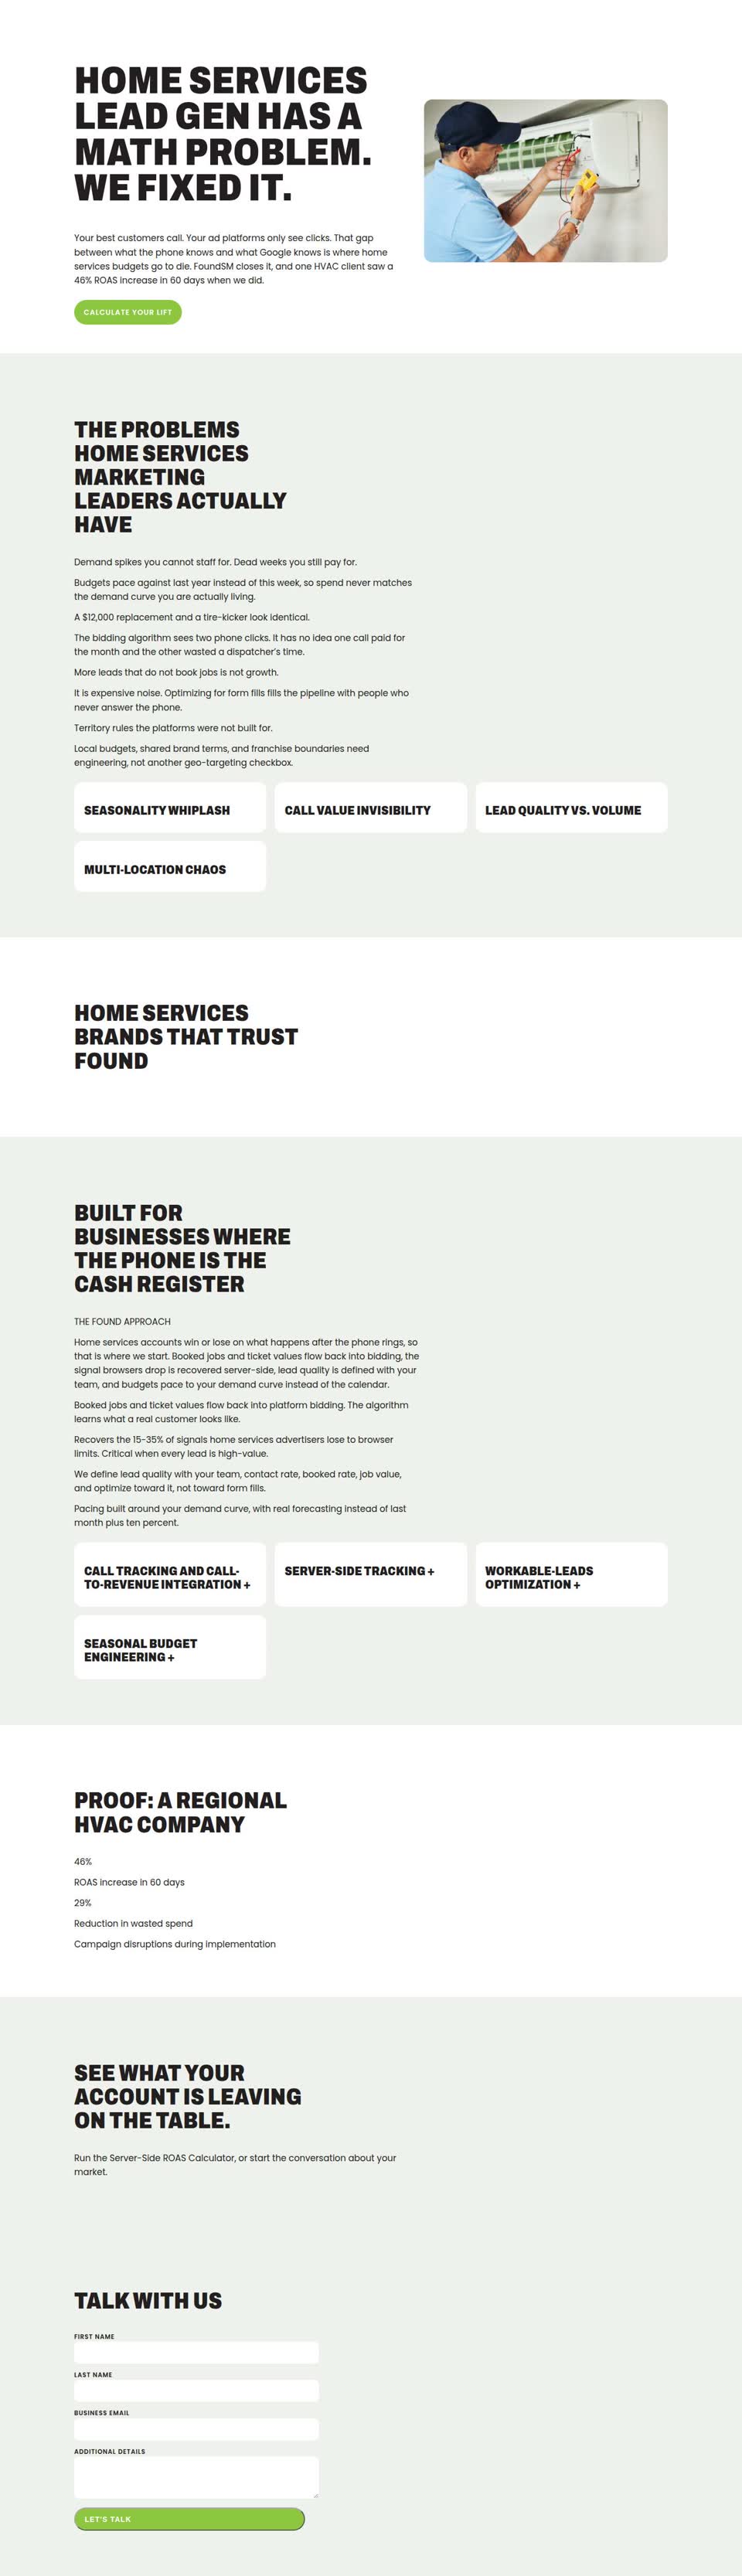 HOME SERVICES
LEAD GEN HAS A
MATH PROBLEM.
WE FIXED IT.
Your best customers call. Your ad platforms only see clicks. That gap
between what the phone knows and what Google knows is where home
services budgets go to die. FoundSM closes it, and one HVAC client saw a
46% ROAS increase in 60 days when we did.
CALCULATE YOUR LIFT
THE PROBLEMS
HOME SERVICES
MARKETING
LEADERS ACTUALLY
HAVE
Demand spikes you cannot staff for. Dead weeks you still pay for.
Budgets pace against last year instead of this week, so spend never matches
the demand curve you are actually living.
A $12,000 replacement and a tire-kicker look identical.
The bidding algorithm sees two phone clicks. It has no idea one call paid for
the month and the other wasted a dispatcher's time.
More leads that do not book jobs is not growth.
It is expensive noise. Optimizing for form fills fills the pipeline with people who
never answer the phone.
Territory rules the platforms were not built for.
Local budgets, shared brand terms, and franchise boundaries need
engineering, not another geo-targeting checkbox.
SEASONALITY WHIPLASH
CALL VALUE INVISIBILITY
LEAD QUALITY VS. VOLUME
MULTI-LOCATION CHAOS
HOME SERVICES
BRANDS THAT TRUST
FOUND
BUILT FOR
BUSINESSES WHERE
THE PHONE IS THE
CASH REGISTER
THE FOUND APPROACH
Home services accounts win or lose on what happens after the phone rings, so
that is where we start. Booked jobs and ticket values flow back into bidding, the
signal browsers drop is recovered server-side, lead quality is defined with your
team, and budgets pace to your demand curve instead of the calendar.
Booked jobs and ticket values flow back into platform bidding. The algorithm
learns what a real customer looks like.
Recovers the 15-35% of signals home services advertisers lose to browser
limits. Critical when every lead is high-value.
We define lead quality with your team, contact rate, booked rate, job value,
and optimize toward it, not toward form fills.
Pacing built around your demand curve, with real forecasting instead of last
month plus ten percent.
CALL TRACKING AND CALL-
TO-REVENUE INTEGRATION +
SERVER-SIDE TRACKING +
WORKABLE-LEADS
OPTIMIZATION +
SEASONAL BUDGET
ENGINEERING +
PROOF: A REGIONAL
HVAC COMPANY
46%
ROAS increase in 60 days
29%
Reduction in wasted spend
Campaign disruptions during implementation
SEE WHAT YOUR
ACCOUNT IS LEAVING
ON THE TABLE.
Run the Server-Side ROAS Calculator, or start the conversation about your
market.
TALK WITH US
FIRST NAME
LAST NAME
BUSINESS EMAIL
ADDITIONAL DETAILS
LET'S TALK